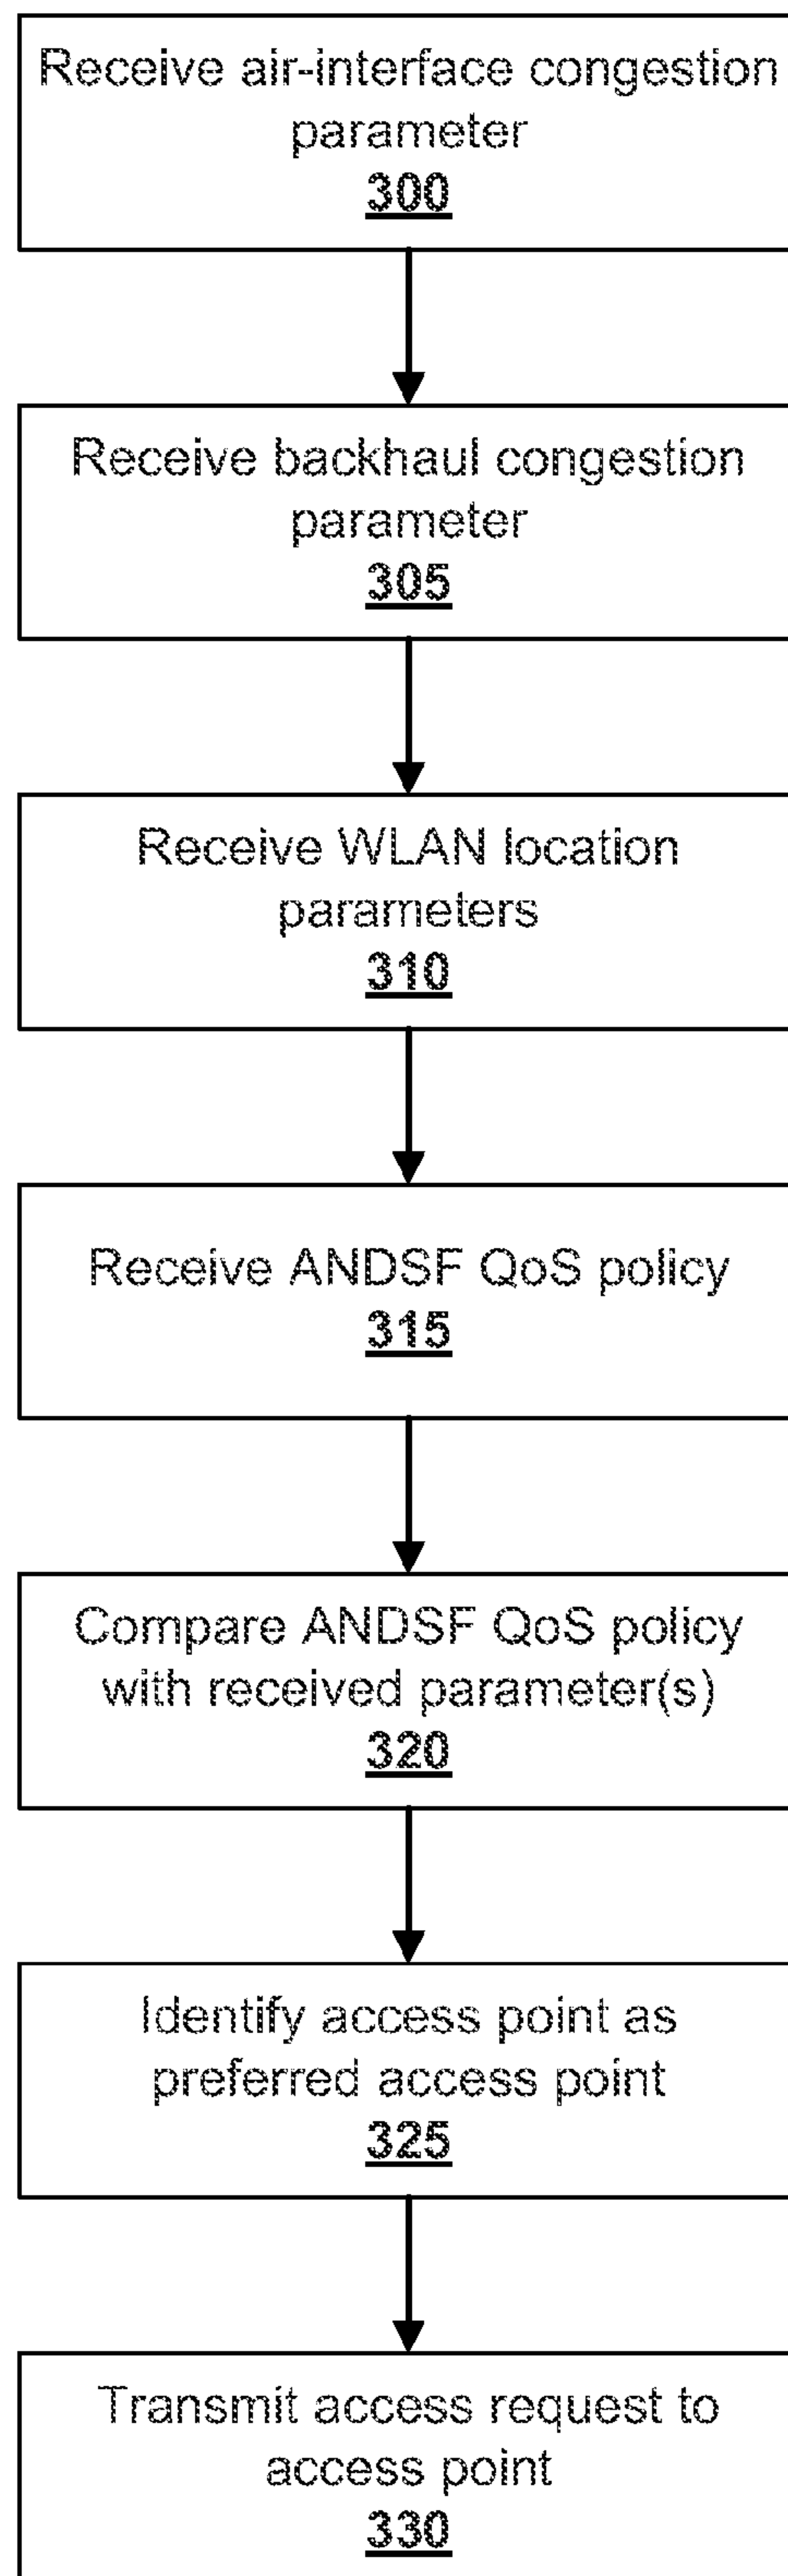 Receive air-interface congestion
parameter
300
Receive backhaul congestion
parameter
305
Receive WLAN location
parameters
310
Receive ANDSF QoS policy
315
Compare ANDSF QoS policy
with received parameter(s)
320
Identify access point as
preferred access point
325
Transmit access request to
access point
330